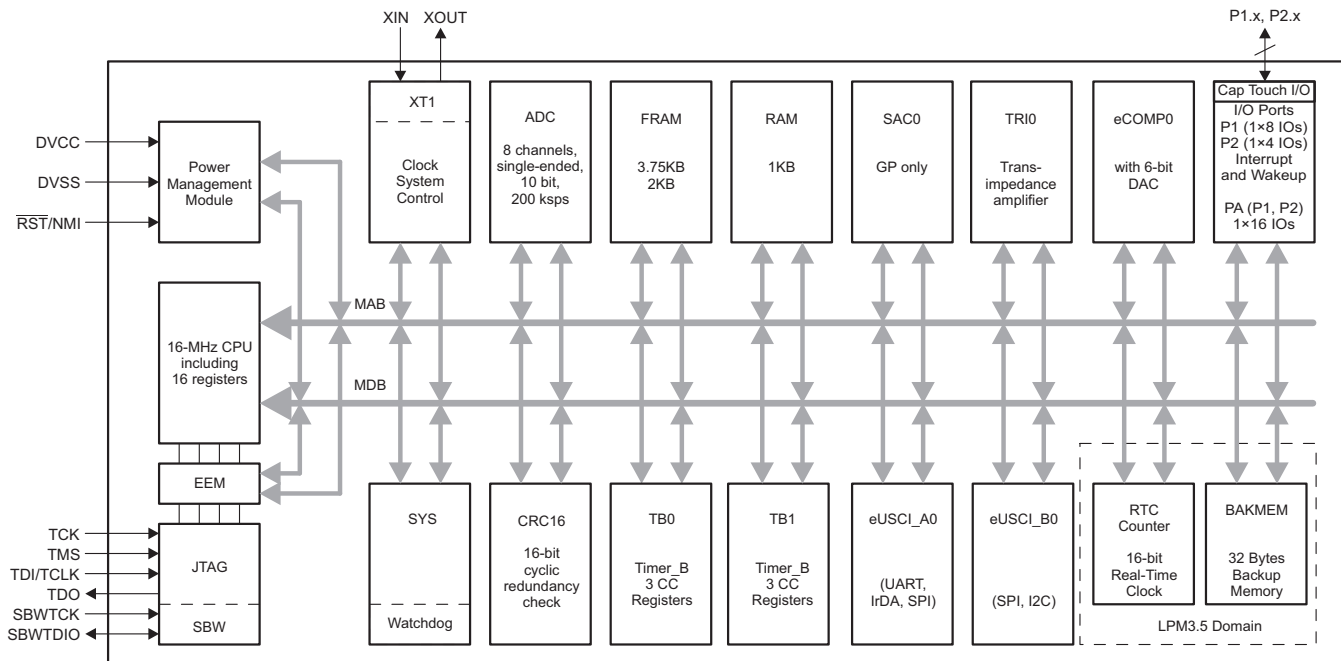 XIN
XOUT
P1.x, P2.x
DVCC
DVSS
RST/NMI
Power
Management
Module
XT1
Clock
System
Control
ADC
8 channels,
single-ended,
10 bit,
200 ksps
FRAM
3.75KB
2KB
RAM
1KB
SAC0
GP only
TRI0
Trans-
impedance
amplifier
eCOMP0
with 6-bit
DAC
Cap Touch I/O
I/O Ports
P1 (1×8 IOs)
P2 (1×4 IOs)
Interrupt
and Wakeup
PA (P1, P2)
1×16 IOs
MAB
MDB
16-MHz CPU
including
16 registers
EEM
TCK
TMS
TDI/TCLK
TDO
SBWTCK
SBWTDIO
JTAG
SBW
SYS
Watchdog
CRC16
16-bit
cyclic
redundancy
check
TB0
Timer_B
3 CC
Registers
TB1
Timer_B
3 CC
Registers
eUSCI_A0
(UART,
IrDA, SPI)
eUSCI_B0
(SPI, I2C)
RTC
Counter
16-bit
Real-Time
Clock
BAKMEM
32 Bytes
Backup
Memory
LPM3.5 Domain